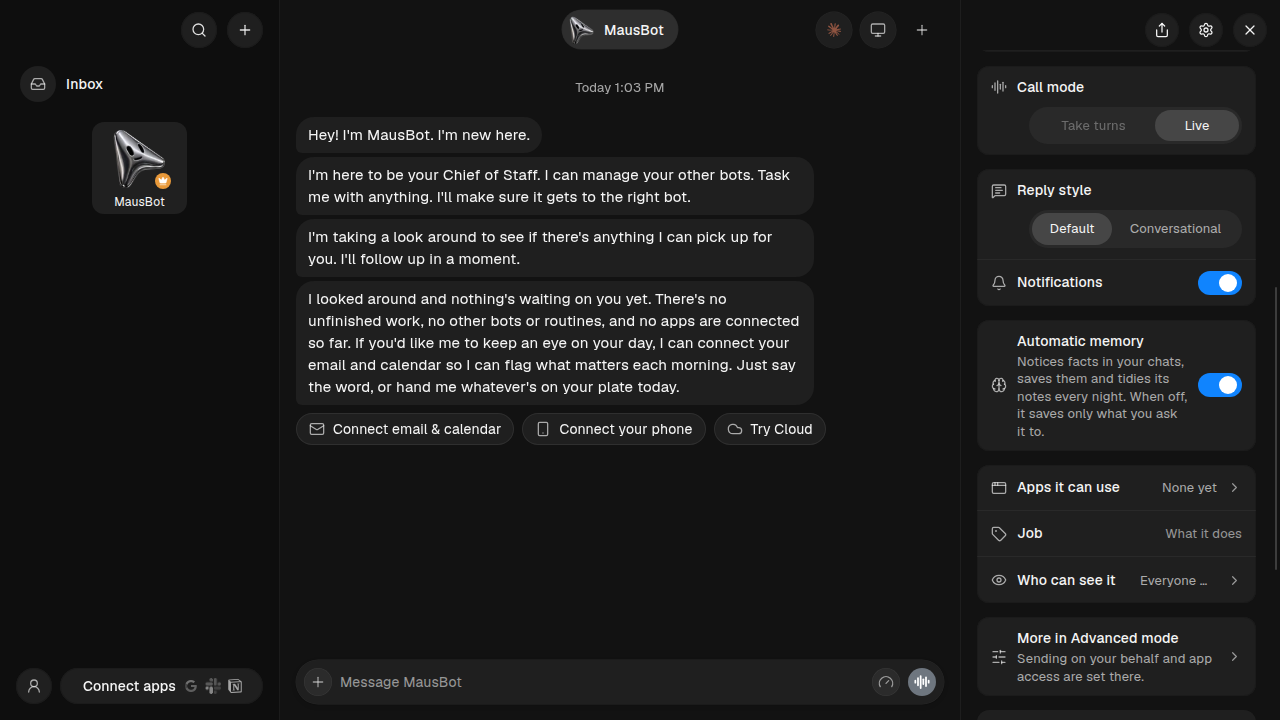 Inbox
MausBot
Connect apps
MausBot
Today 1:03 PM
Hey! I'm MausBot. I'm new here.
I'm here to be your Chief of Staff. I can manage your other bots. Task
me with anything. I'll make sure it gets to the right bot.
I'm taking a look around to see if there's anything I can pick up for
you. I'll follow up in a moment.
I looked around and nothing's waiting on you yet. There's no
unfinished work, no other bots or routines, and no apps are connected
so far. If you'd like me to keep an eye on your day, I can connect your
email and calendar so I can flag what matters each morning. Just say
the word, or hand me whatever's on your plate today.
Connect email & calendar
Connect your phone
Try Cloud
Message MausBot
Call mode
Take turns
Live
Reply style
Default
Conversational
Notifications
Automatic memory
Notices facts in your chats,
saves them and tidies its
notes every night. When off,
it saves only what you ask
it to.
Apps it can use
None yet
Job
What it does
Who can see it
Everyone ...
More in Advanced mode
Sending on your behalf and app
access are set there.